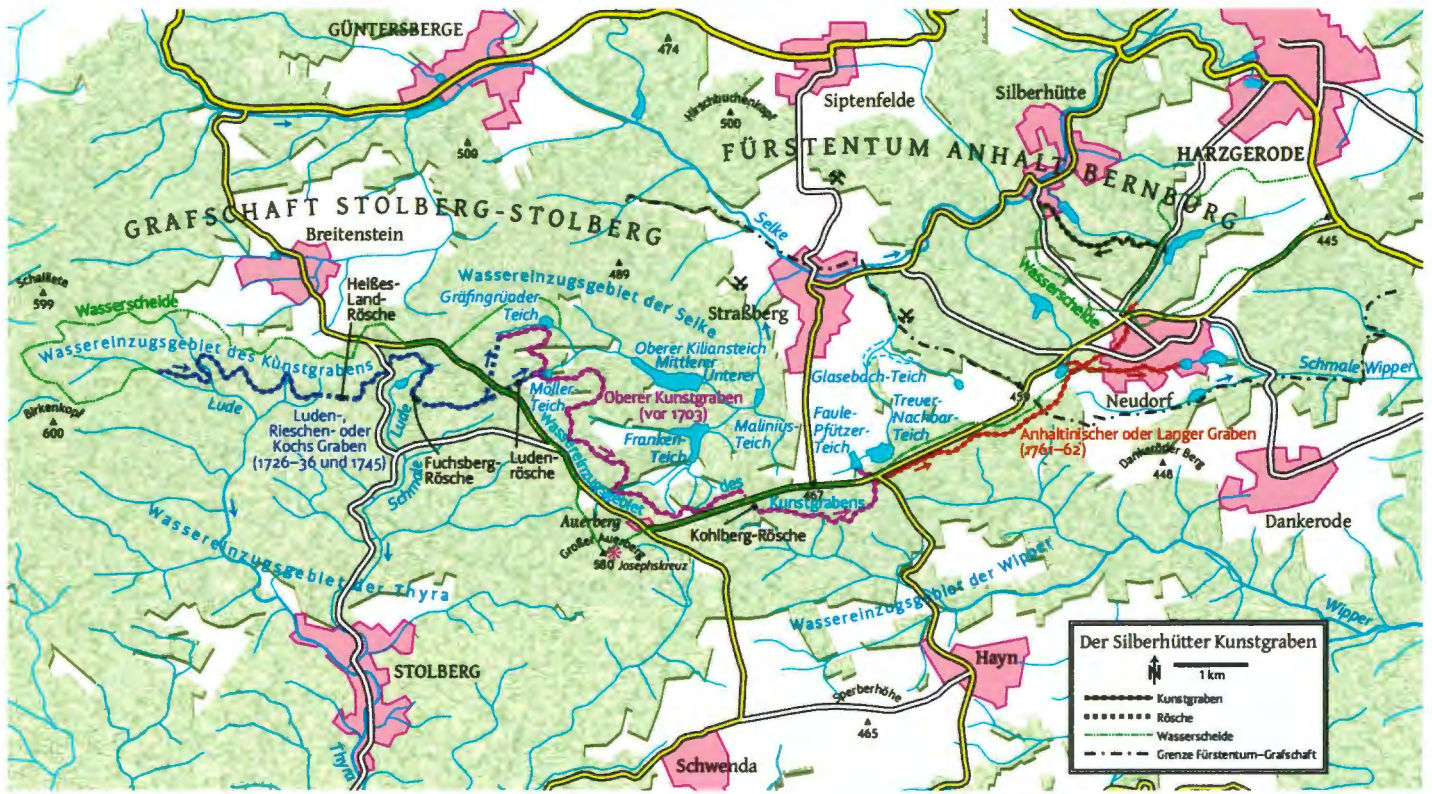 GÜNTERSBERGE
474
Siptenfelde
Silberhütte
Hirschbuchenkopf
500
500
HARZGERODE
FÜRSTENTUM ANHALT-BERNBURG
GRAFSCHAFT STOLBERG-STOLBERG
Breitenstein
Selke
445
Schalliete
599
Wasserscheide
Heißes-
Land-
Rösche
489
Wassereinzugsgebiet der Selke
Gräfingründer
Teich
Straßberg
Wasserscheide
Wassereinzugsgebiet des Kunstgrabens
Oberer Kiliansteich
Mittlerer
Unterer
Glasebach-Teich
Schmale Wipper
Birkenkopf
600
Lude
Luden-,
Rieschen- oder
Kochs Graben
(1726–36 und 1745)
Lude
Schmale
Fuchsberg-
Rösche
Luden-
rösche
Möller-
Teich
Oberer Kunstgraben
(vor 1703)
Franken-
Teich
Malinius-
Teich
Faule-
Pfützer-
Teich
Treuer-
Nachbar-
Teich
459
Neudorf
Anhaltinischer oder Langer Graben
(1761–62)
Dankeröder Berg
448
Dankerode
Wassereinzugsgebiet des Kunstgrabens
467
Kohlberg-Rösche
Auerberg
Großer Auerberg
580 Josephskreuz
Wassereinzugsgebiet der Thyra
Wassereinzugsgebiet der Wipper
Wipper
STOLBERG
Thyra
Hayn
Sperberhöhe
465
Schwenda
Der Silberhütter Kunstgraben
N
1 km
Kunstgraben
Rösche
Wasserscheide
Grenze Fürstentum–Grafschaft